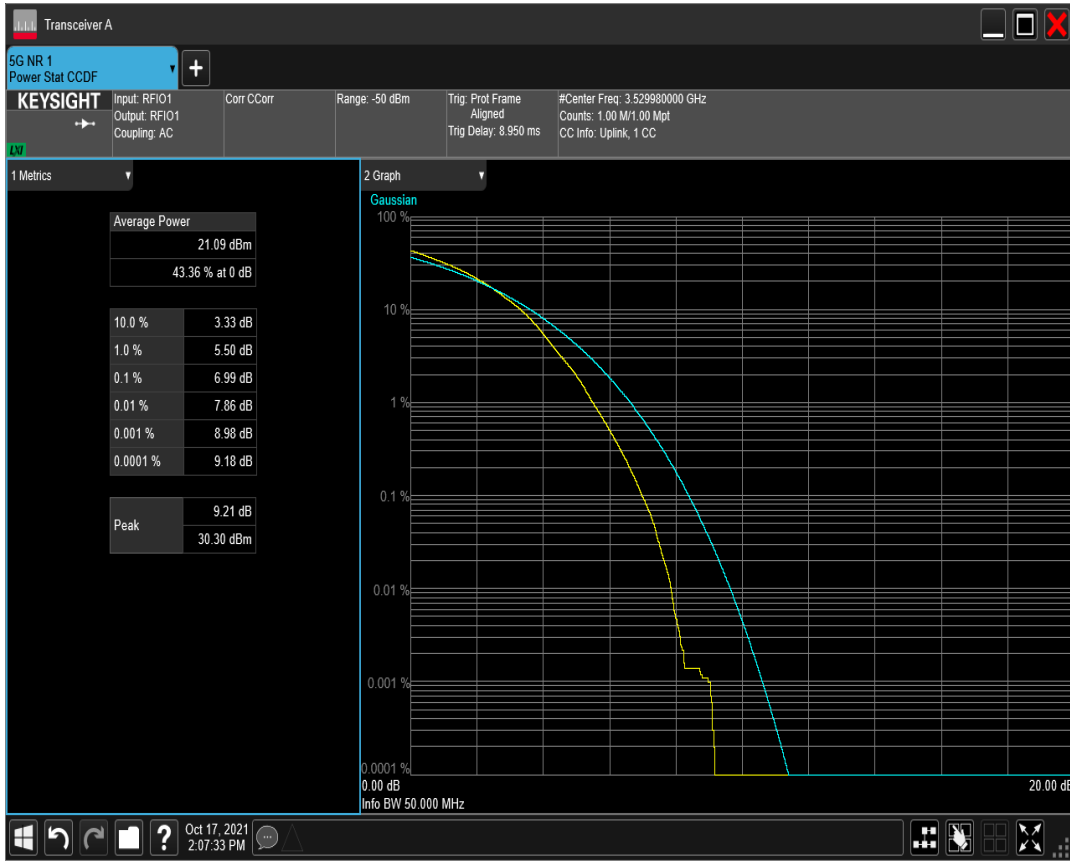 Transceiver A
5G NR 1
Power Stat CCDF
KEYSIGHT
LXI
Input: RFIO1
Output: RFIO1
Coupling: AC
Corr CCorr
Range: -50 dBm
Trig: Prot Frame
Aligned
Trig Delay: 8.950 ms
#Center Freq: 3.529980000 GHz
Counts: 1.00 M/1.00 Mpt
CC Info: Uplink, 1 CC
1 Metrics
Average Power
21.09 dBm
43.36 % at 0 dB
10.0 % 3.33 dB
1.0 % 5.50 dB
0.1 % 6.99 dB
0.01 % 7.86 dB
0.001 % 8.98 dB
0.0001 % 9.18 dB
Peak 9.21 dB
30.30 dBm
2 Graph
Gaussian
100 %
10 %
1 %
0.1 %
0.01 %
0.001 %
0.0001 %
0.00 dB 20.00 dB
Info BW 50.000 MHz
? Oct 17, 2021
2:07:33 PM